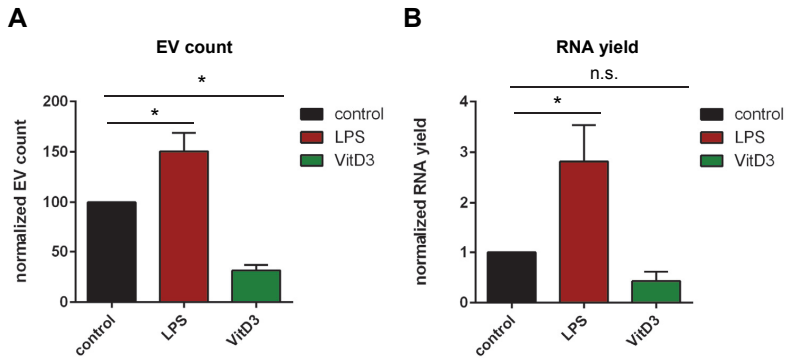 A
EV count
*
*
normalized EV count
200
150
100
50
0
control
LPS
VitD3
control
LPS
VitD3
B
RNA yield
n.s.
*
normalized RNA yield
4
3
2
1
0
control
LPS
VitD3
control
LPS
VitD3